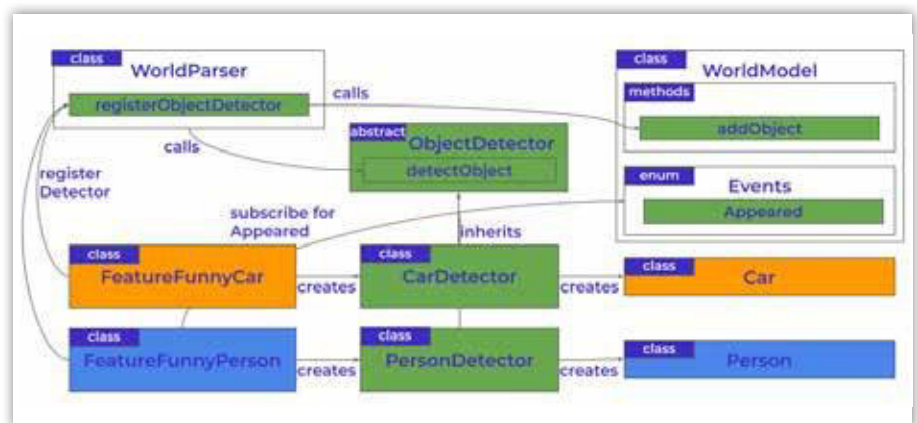 class
WorldParser
registerObjectDetector
calls
calls
register
Detector
abstract
ObjectDetector
detectObject
class
WorldModel
methods
addObject
enum
Events
Appeared
subscribe for
Appeared
inherits
class
FeatureFunnyCar
creates
class
CarDetector
creates
class
Car
class
FeatureFunnyPerson
creates
class
PersonDetector
creates
class
Person